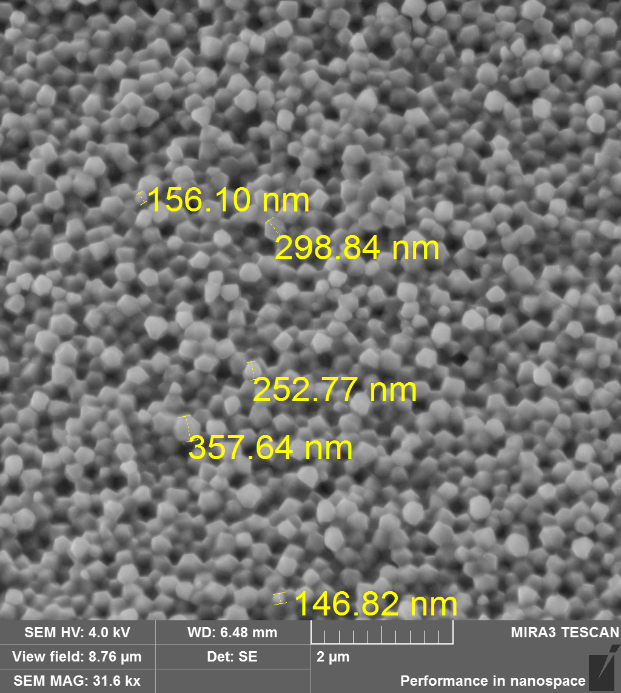 156.10 nm
298.84 nm
252.77 nm
357.64 nm
146.82 nm
SEM HV: 4.0 kV
WD: 6.48 mm
MIRA3 TESCAN
View field: 8.76 µm
Det: SE
2 µm
SEM MAG: 31.6 kx
Performance in nanospace